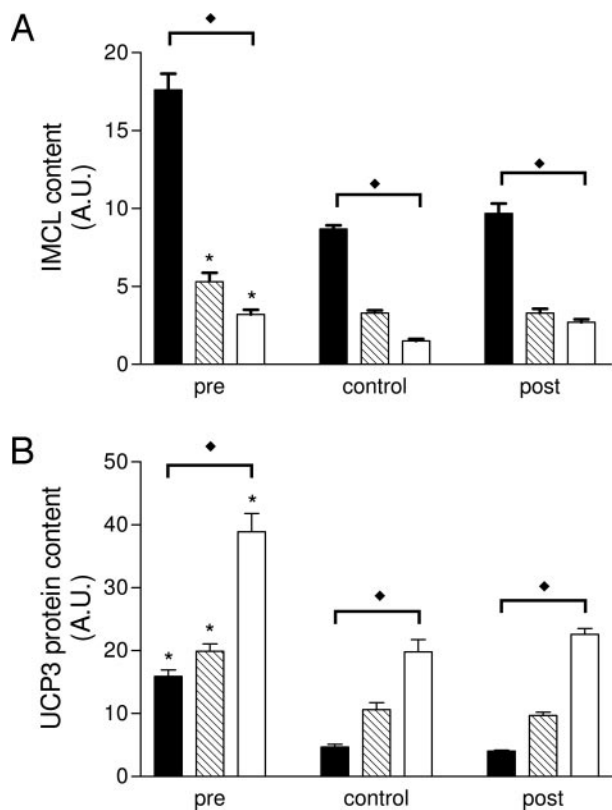 A
IMCL content
(A.U.)
20
15
10
5
0
*
*
pre
control
post
B
UCP3 protein content
(A.U.)
50
40
30
20
10
0
*
*
*
pre
control
post